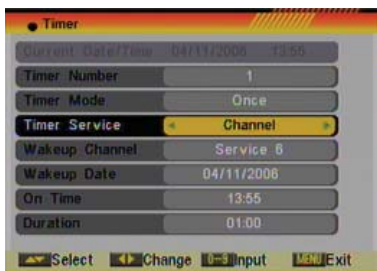 Timer
Current Date/Time 04/11/2006 13:55
Timer Number 1
Timer Mode Once
Timer Service Channel
Wakeup Channel Service 6
Wakeup Date 04/11/2006
On Time 13:55
Duration 01:00
Select Change 0~9 Input MENU Exit